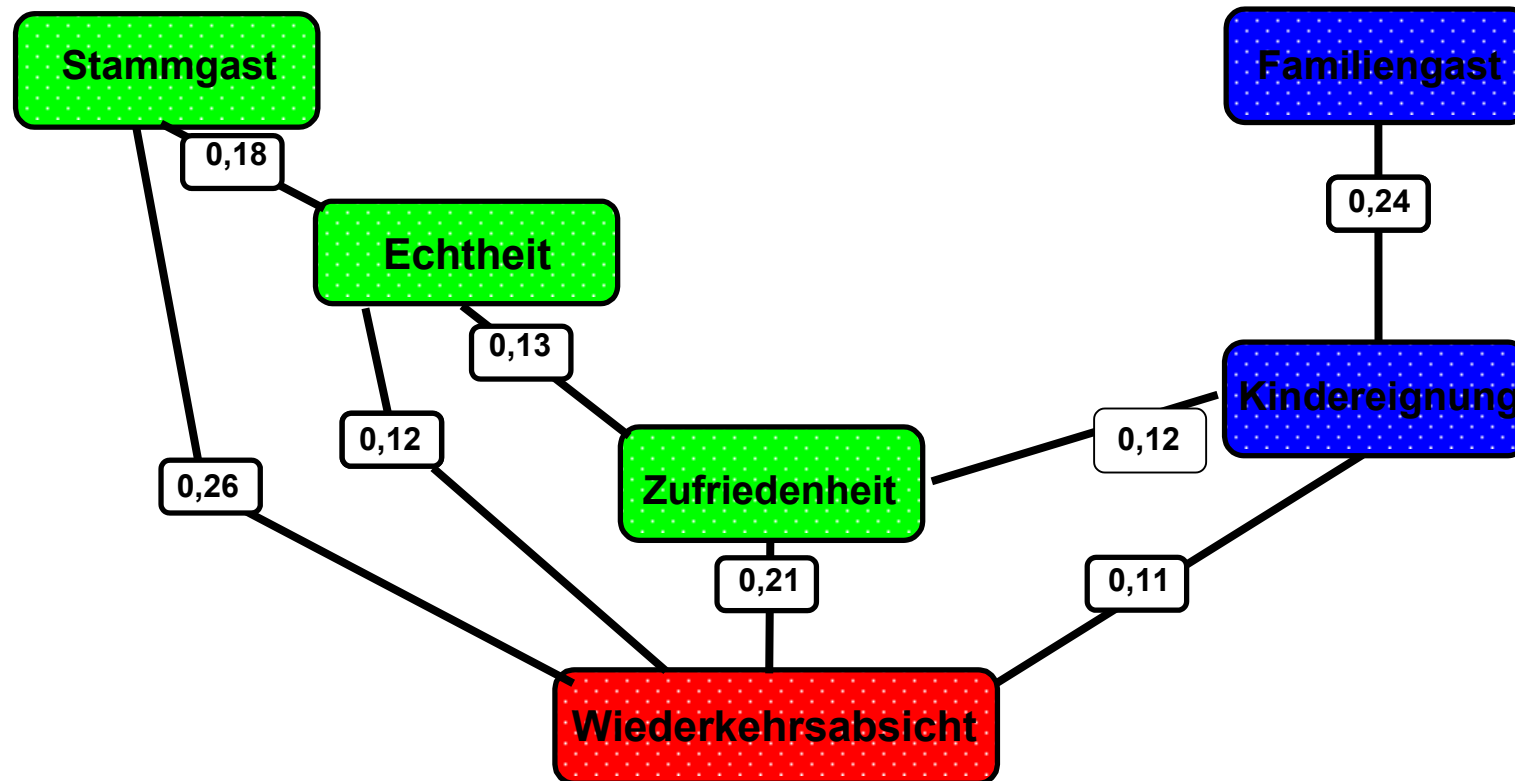 Stammgast
Familiengast
0,18
0,24
Echtheit
0,13
Kindereignung
0,12
0,12
0,26
Zufriedenheit
0,21
0,11
Wiederkehrsabsicht